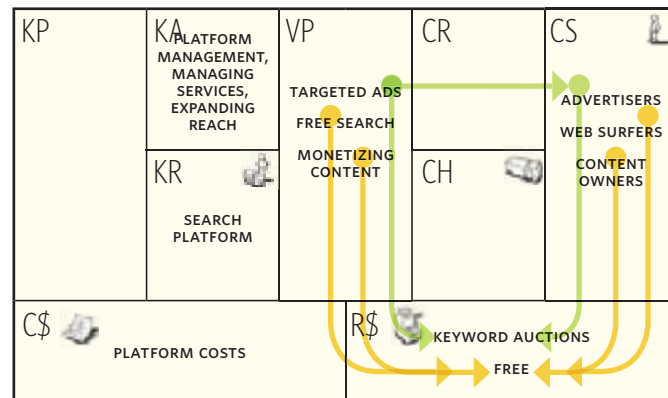 KP
KA
PLATFORM
MANAGEMENT,
MANAGING
SERVICES,
EXPANDING
REACH
KR
SEARCH
PLATFORM
VP
TARGETED ADS
FREE SEARCH
MONETIZING
CONTENT
CR
CH
CS
ADVERTISERS
WEB SURFERS
CONTENT
OWNERS
C$
PLATFORM COSTS
R$
KEYWORD AUCTIONS
FREE